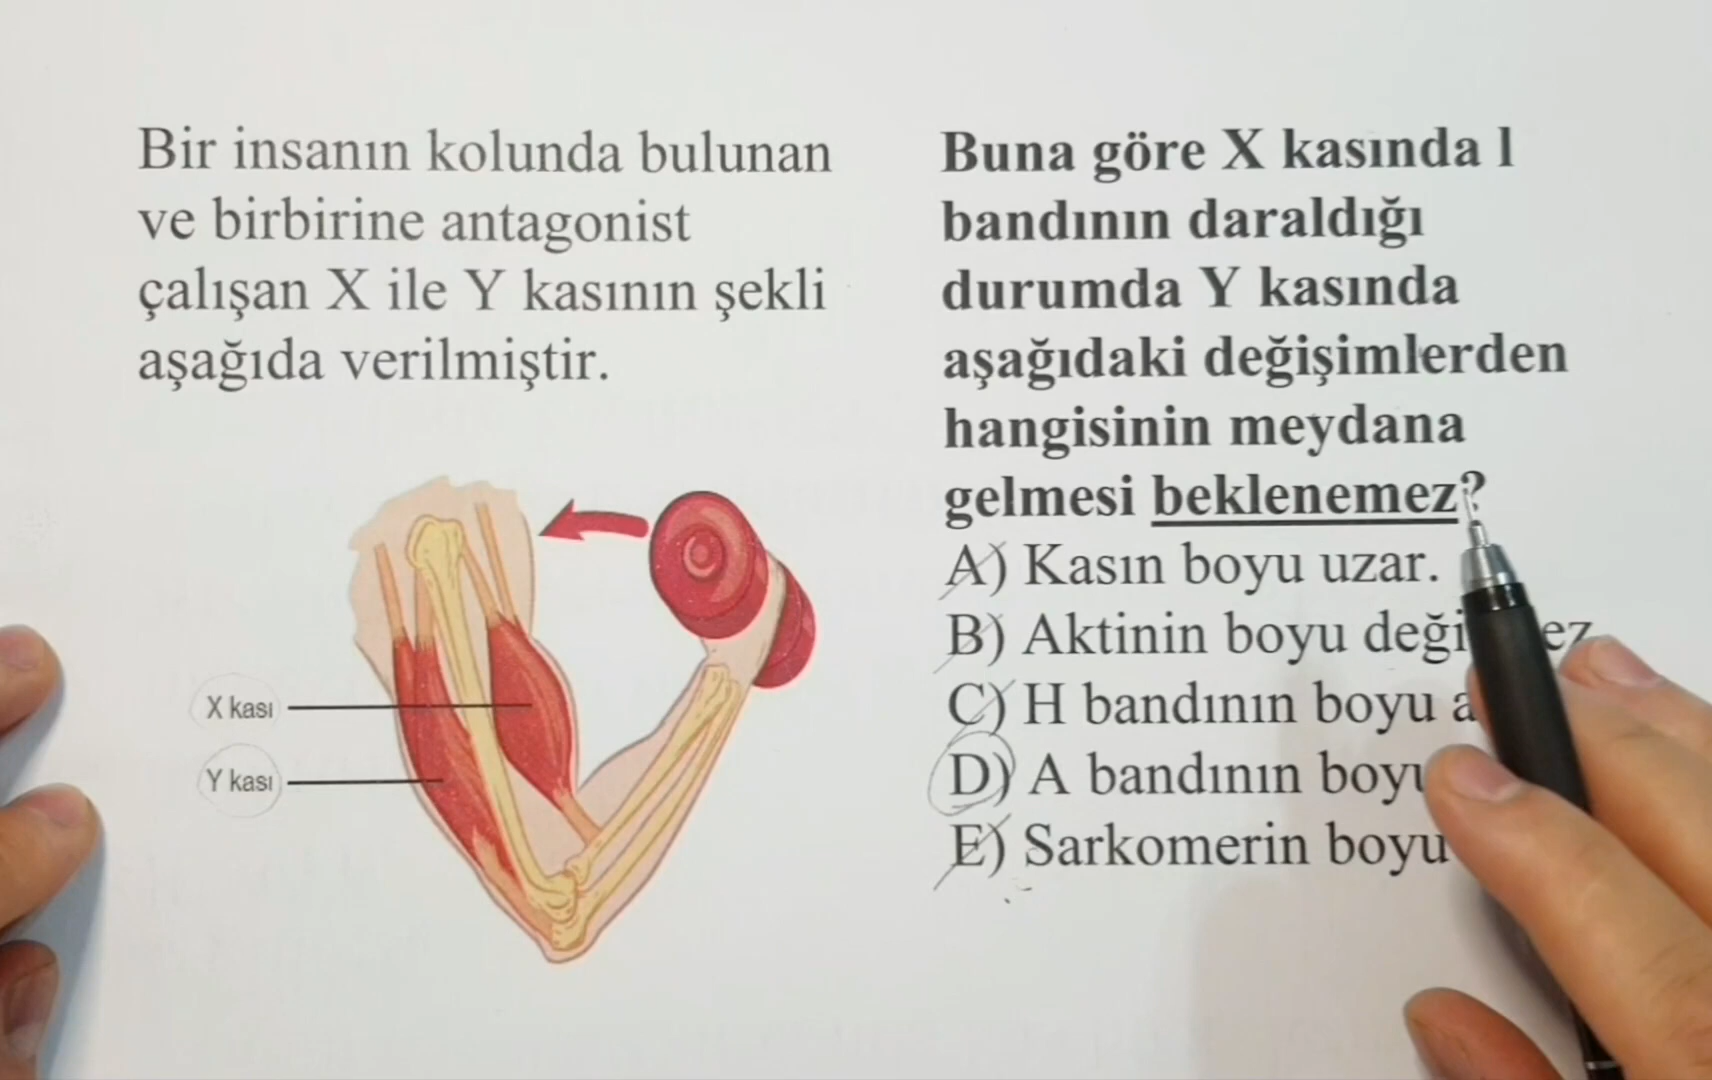 Bir insanın kolunda bulunan
ve birbirine antagonist
çalışan X ile Y kasının şekli
aşağıda verilmiştir.
X kası
Y kası
Buna göre X kasında l
bandının daraldığı
durumda Y kasında
aşağıdaki değişimlerden
hangisinin meydana
gelmesi beklenemez?
A) Kasın boyu uzar.
B) Aktinin boyu
C) H bandının boyu
D) A bandının
E) Sarkomerin boyu